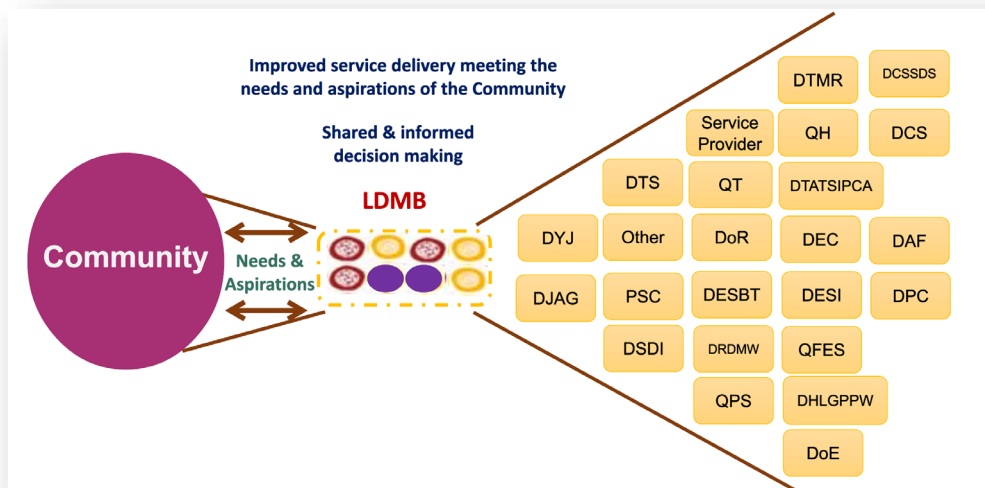 Improved service delivery meeting the
needs and aspirations of the Community
Shared & informed
decision making
LDMB
Community
Needs &
Aspirations
DTMR
DCSSDS
Service
Provider
QH
DCS
DTS
QT
DTATSIPCA
DYJ
Other
DoR
DEC
DAF
DJAG
PSC
DESBT
DESI
DPC
DSDI
DRDMW
QFES
QPS
DHLGPPW
DoE